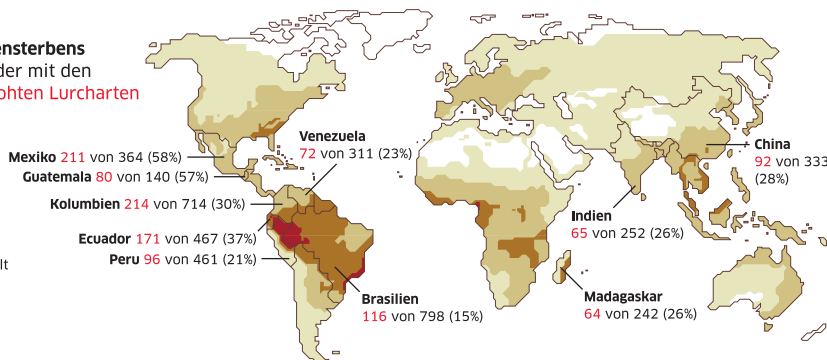 ensterbens
der mit den
ohten Lurcharten
Venezuela
72 von 311 (23%)
Mexiko 211 von 364 (58%)
Guatemala 80 von 140 (57%)
Kolumbien 214 von 714 (30%)
Ecuador 171 von 467 (37%)
Peru 96 von 461 (21%)
lt
Brasilien
116 von 798 (15%)
China
92 von 333
(28%)
Indien
65 von 252 (26%)
Madagaskar
64 von 242 (26%)